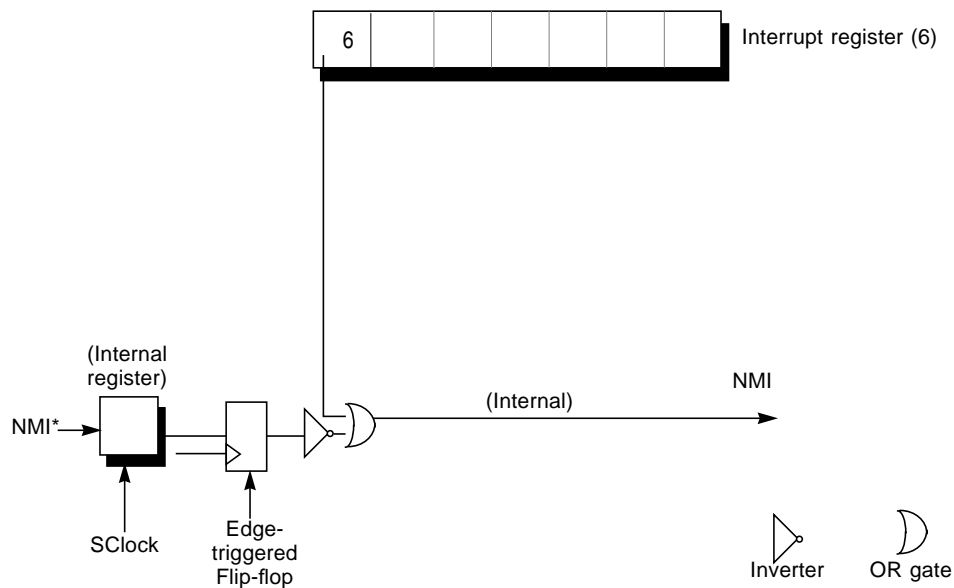 6
Interrupt register (6)
(Internal
register)
NMI*
SClock
Edge-
triggered
Flip-flop
(Internal)
NMI
Inverter
OR gate